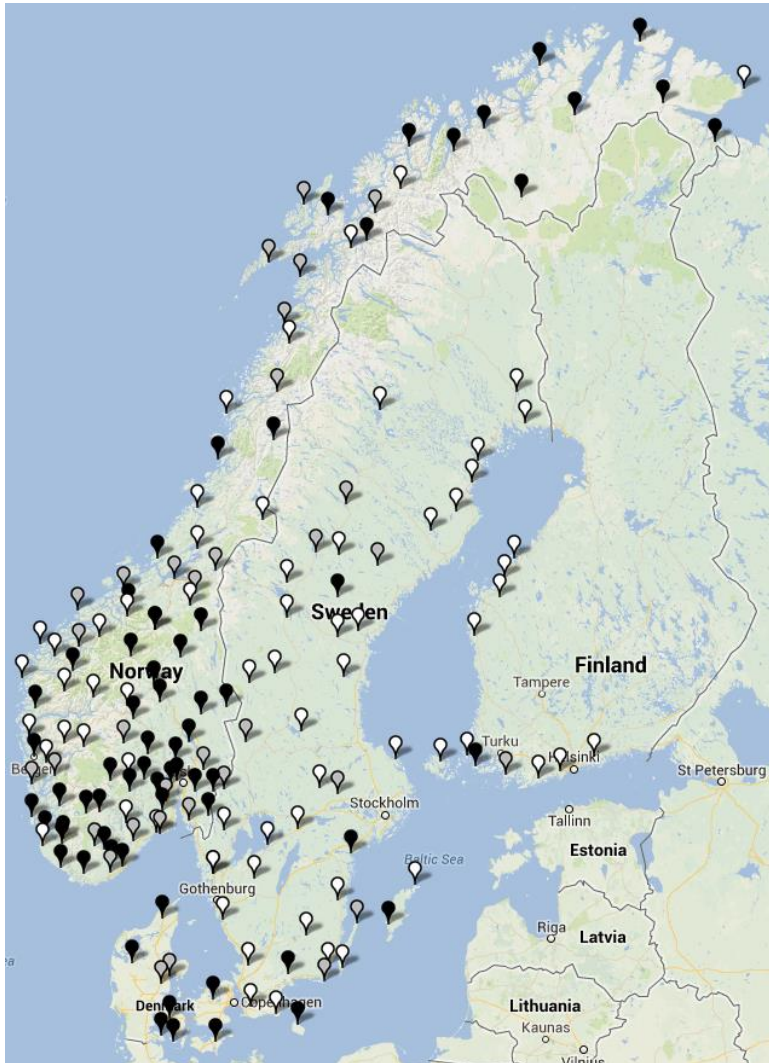 Sweden
Norway
Finland
Tampere
Turku
Helsinki
St Petersburg
Stockholm
Tallinn
Estonia
Baltic Sea
Gothenburg
Riga
Latvia
Denmark
Copenhagen
Lithuania
Kaunas
Vilnius